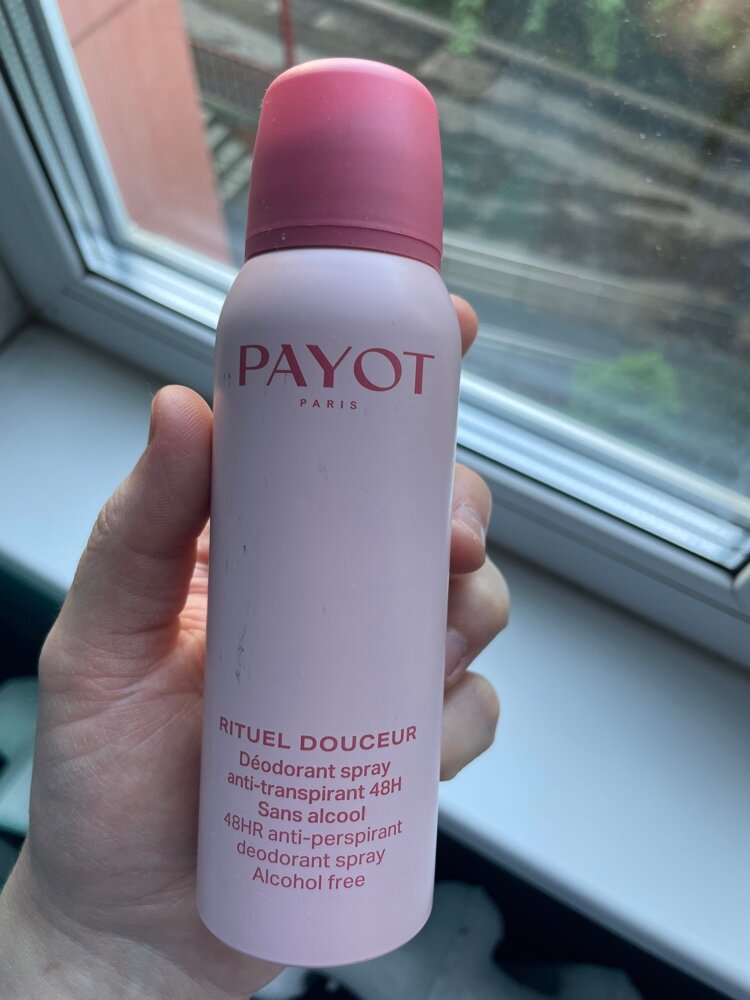 PAYOT
PARIS
RITUEL DOUCEUR
Déodorant spray
anti-transpirant 48H
Sans alcool
48HR anti-perspirant
deodorant spray
Alcohol free